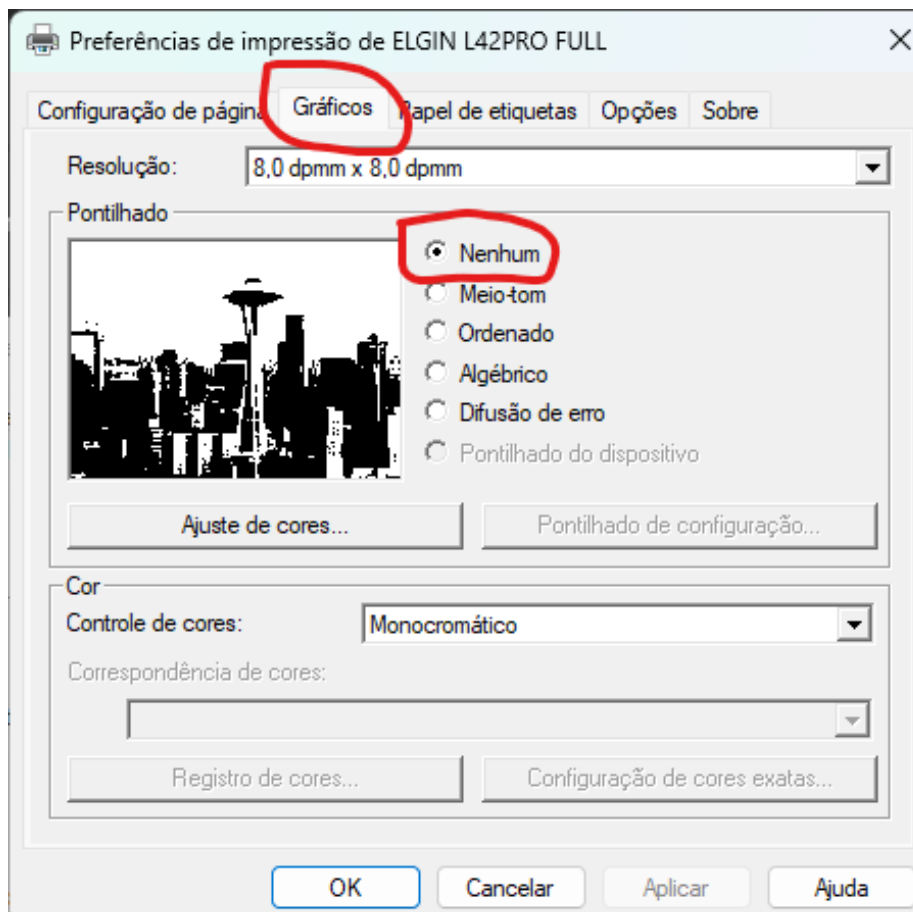 Preferências de impressão de ELGIN L42PRO FULL
Configuração de página Gráficos Papel de etiquetas Opções Sobre
Resolução: 8,0 dpmm x 8,0 dpmm
Pontilhado
Nenhum
Meio-tom
Ordenado
Algébrico
Difusão de erro
Pontilhado do dispositivo
Ajuste de cores... Pontilhado de configuração...
Cor
Controle de cores: Monocromático
Correspondência de cores:
Registro de cores... Configuração de cores exatas...
OK Cancelar Aplicar Ajuda